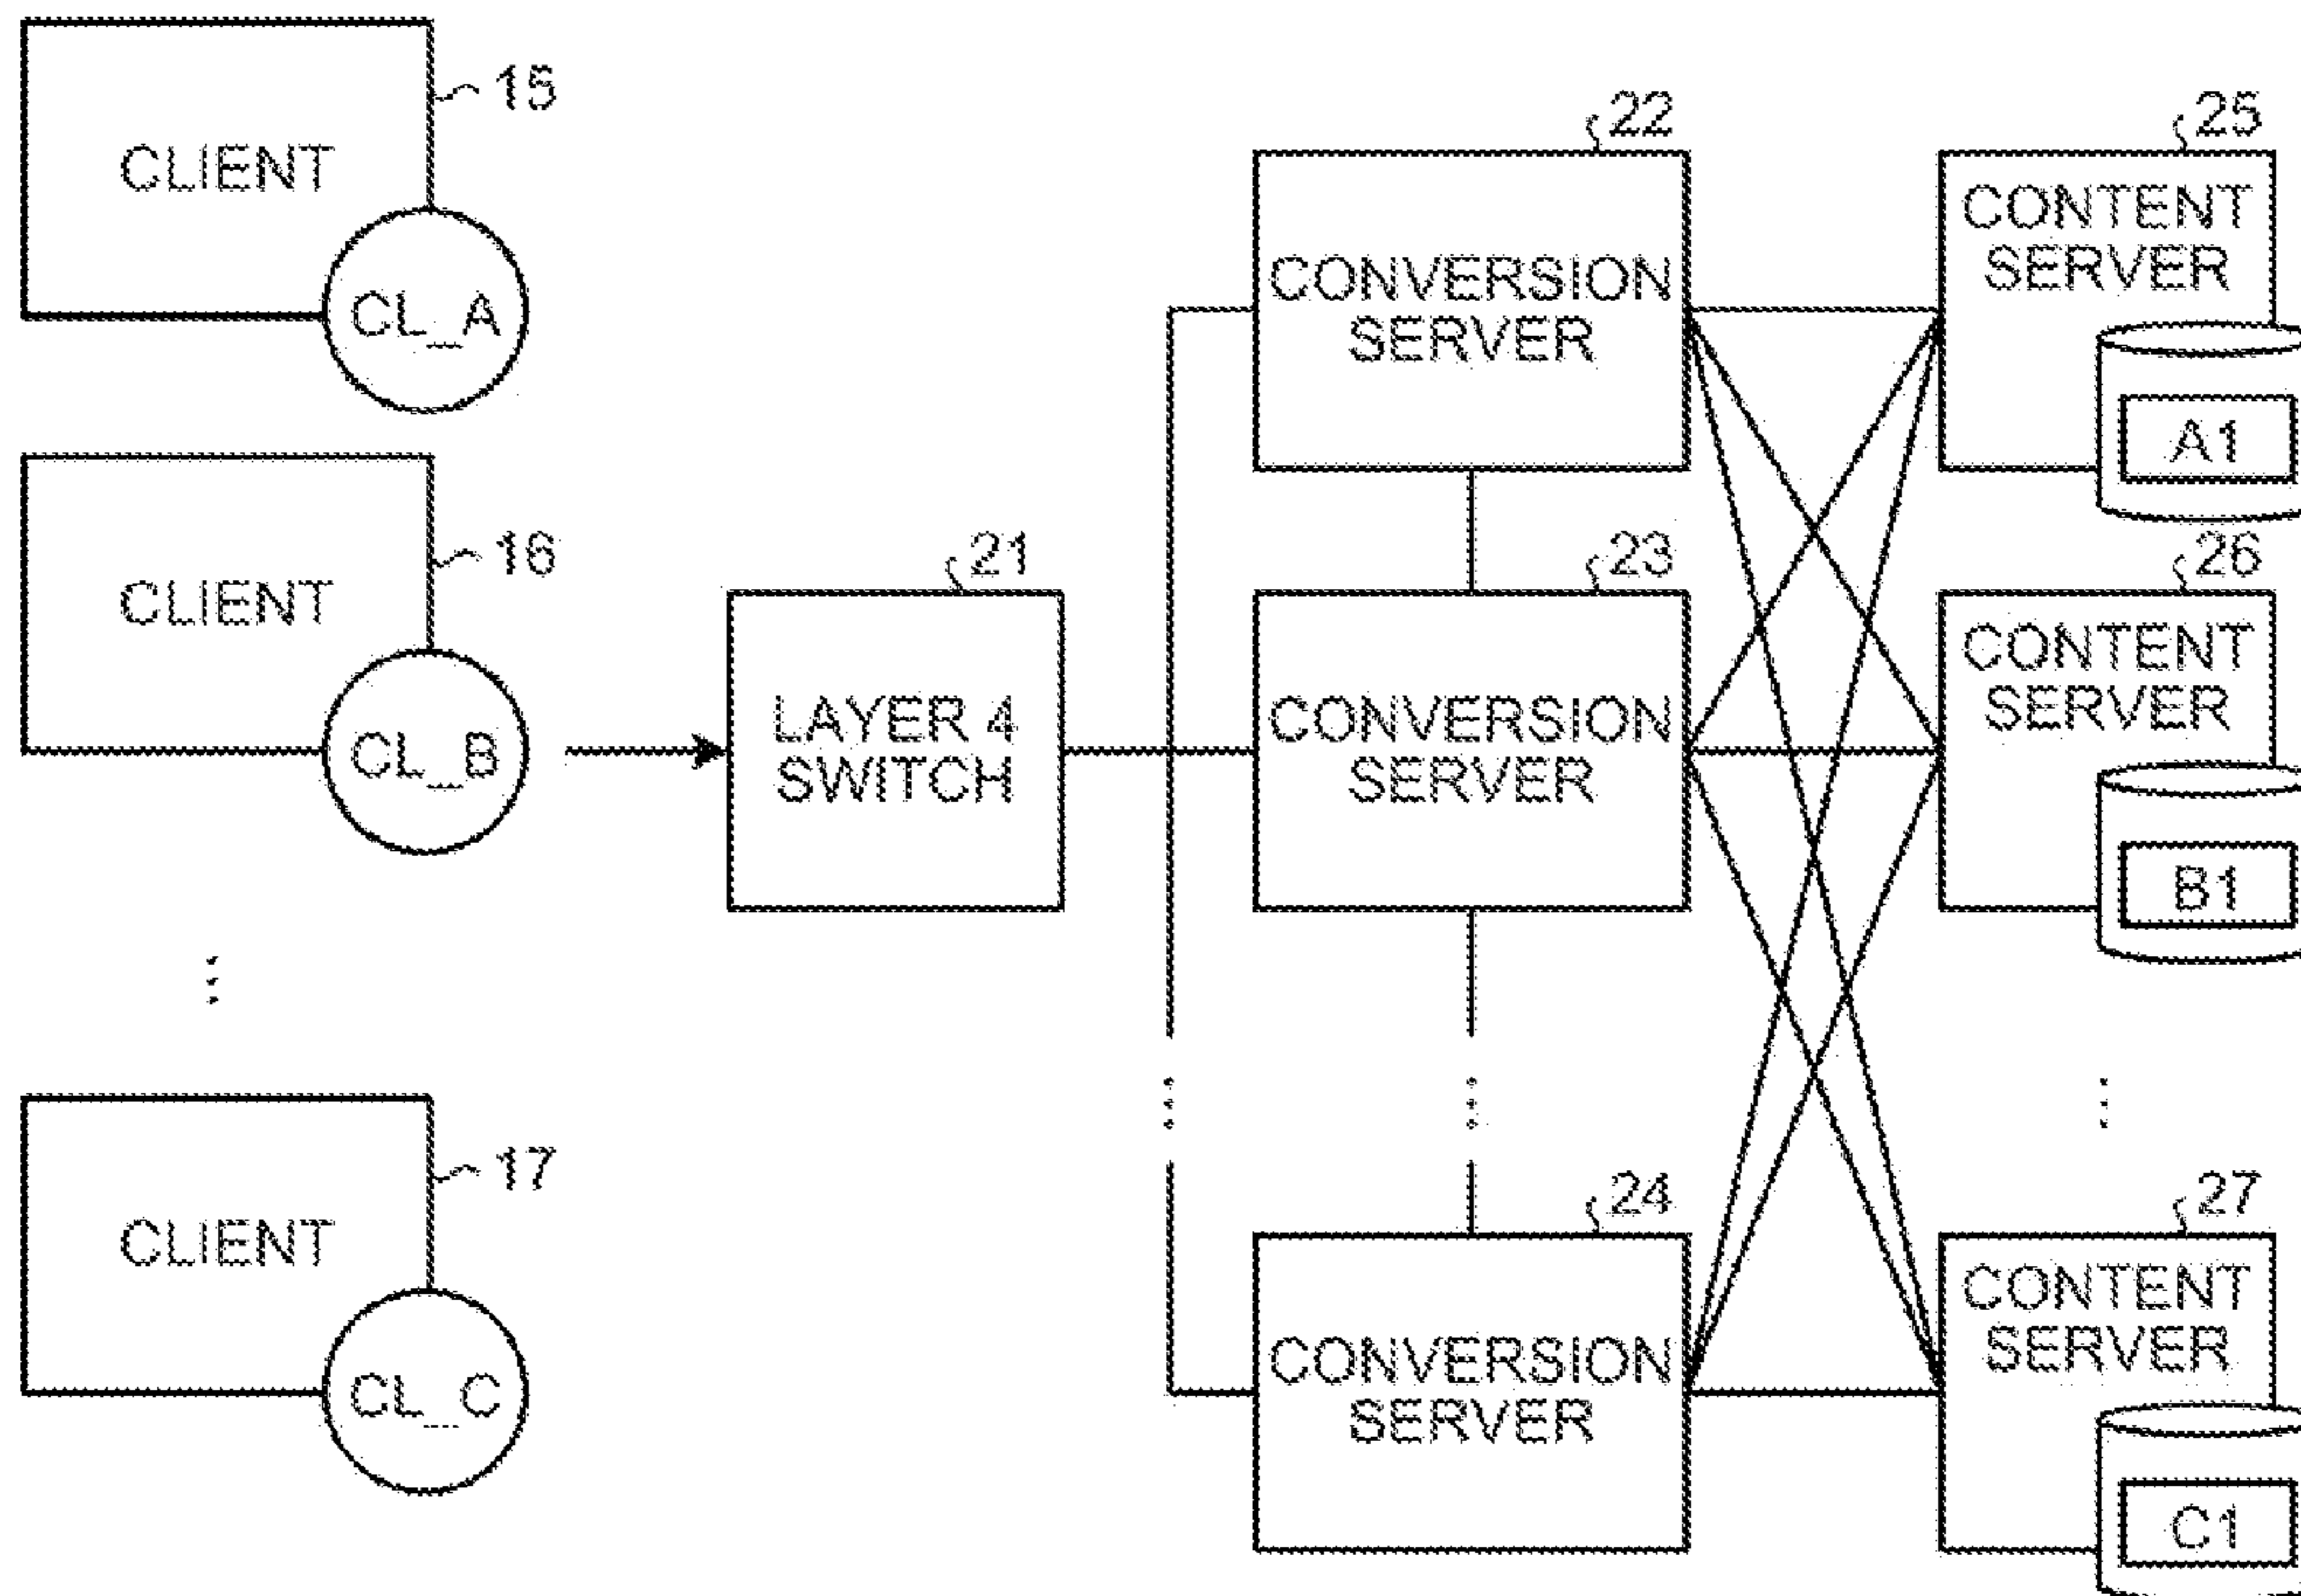 15
CLIENT
CL_A
16
CLIENT
CL_B
17
CLIENT
CL_C
21
LAYER 4
SWITCH
22
CONVERSION
SERVER
23
CONVERSION
SERVER
24
CONVERSION
SERVER
25
CONTENT
SERVER
A1
26
CONTENT
SERVER
B1
27
CONTENT
SERVER
C1